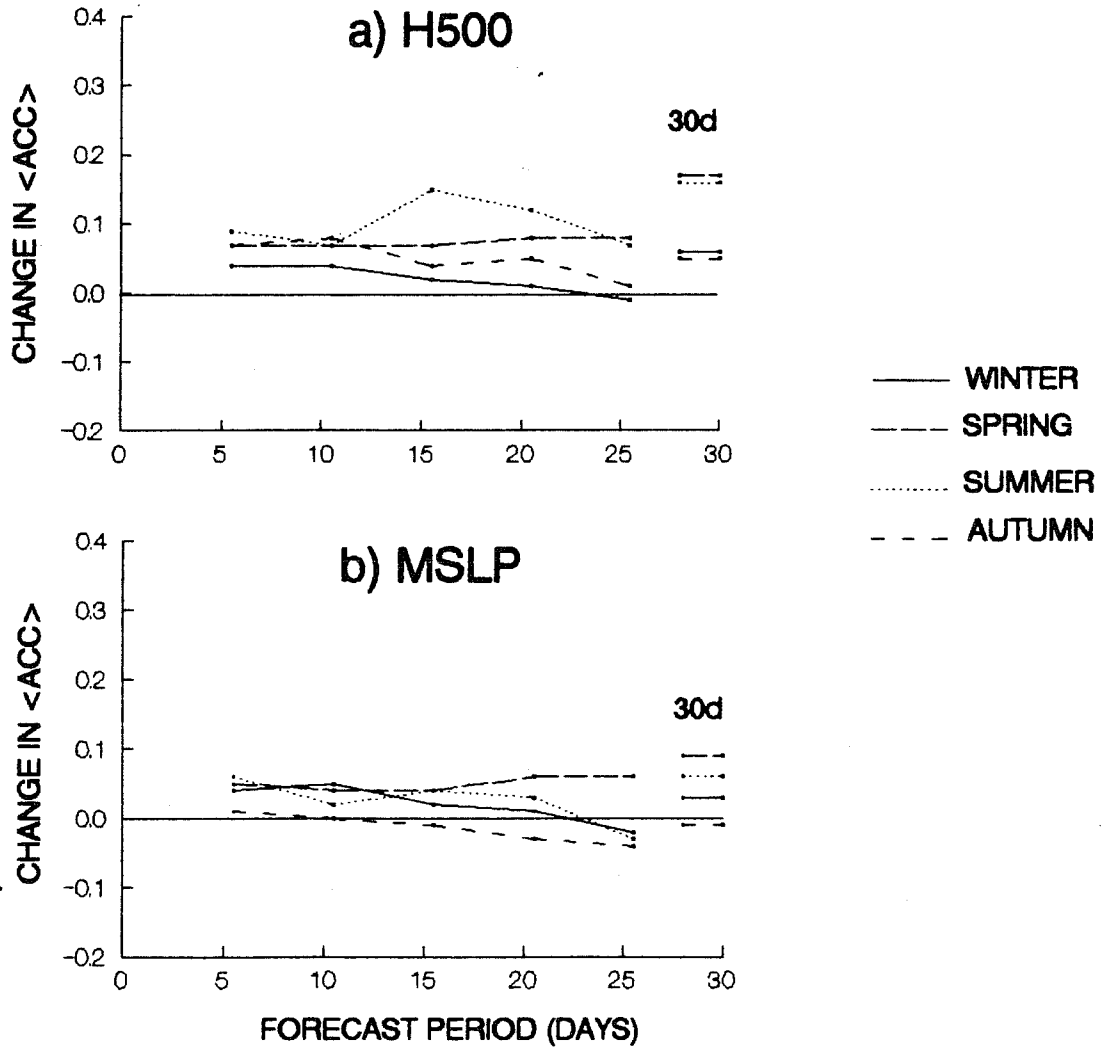 a) H500
0.4
0.3
0.2
0.1
0.0
-0.1
-0.2
CHANGE IN <ACC>
30d
0 5 10 15 20 25 30
WINTER
SPRING
SUMMER
AUTUMN
b) MSLP
0.4
0.3
0.2
0.1
0.0
-0.1
-0.2
CHANGE IN <ACC>
30d
0 5 10 15 20 25 30
FORECAST PERIOD (DAYS)